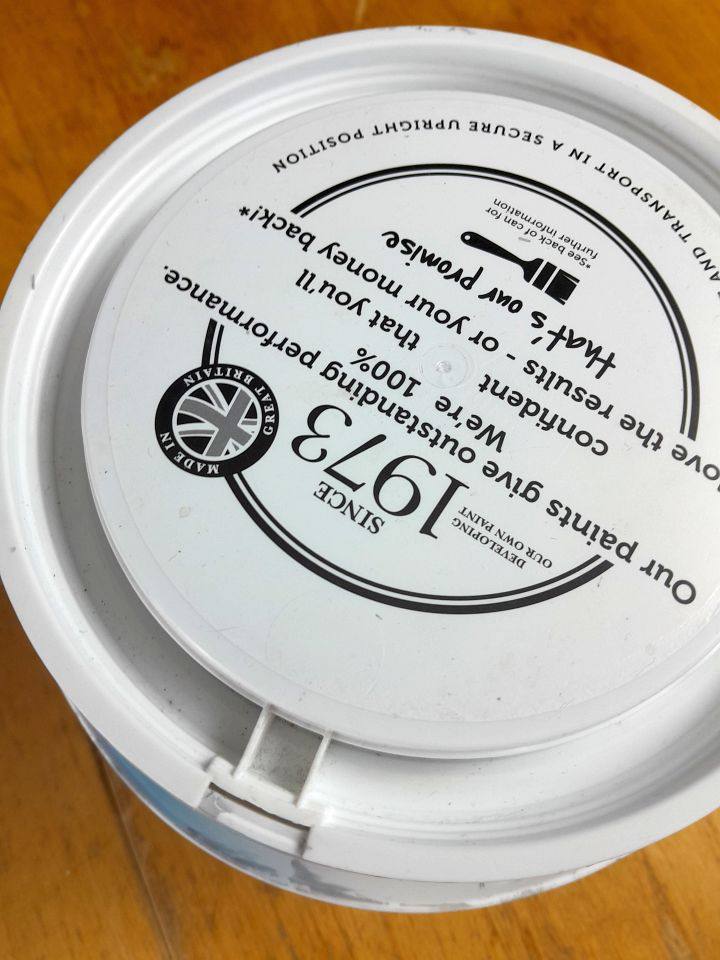 DEVELOPING
OUR OWN PAINT
SINCE
1973
MADE IN
GREAT BRITAIN
Our paints give outstanding performance.
We're 100%
confident that you'll
love the results - or your money back!*
that's our promise
*See back of can for
further information
AND TRANSPORT IN A SECURE UPRIGHT POSITION